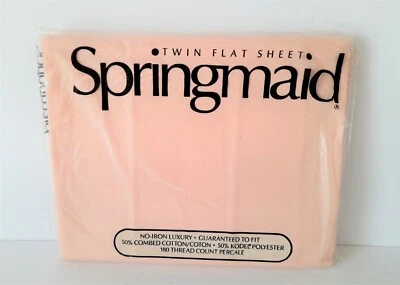 TWIN FLAT SHEET
Springmaid®
Springmaid
NO-IRON LUXURY • GUARANTEED TO FIT
50% COMBED COTTON/COTON • 50% KODEL POLYESTER
180 THREAD COUNT PERCALE